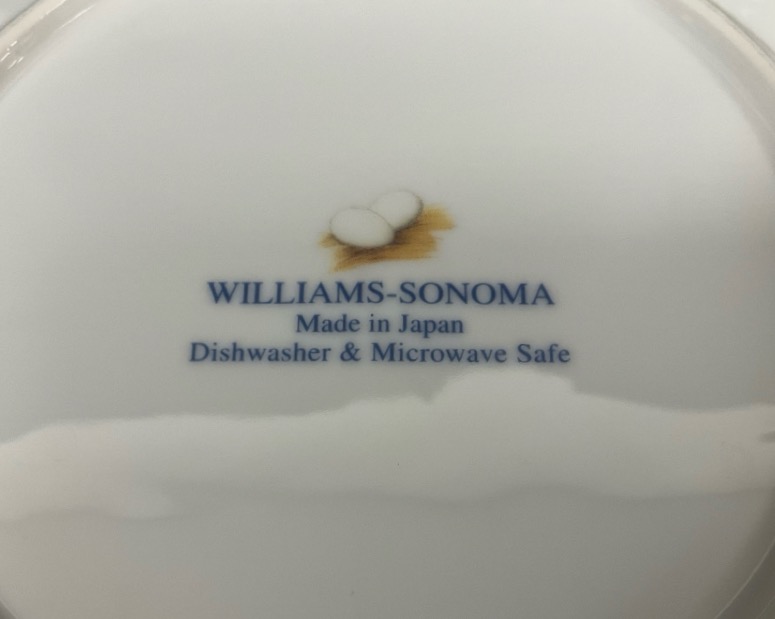 WILLIAMS-SONOMA
Made in Japan
Dishwasher & Microwave Safe